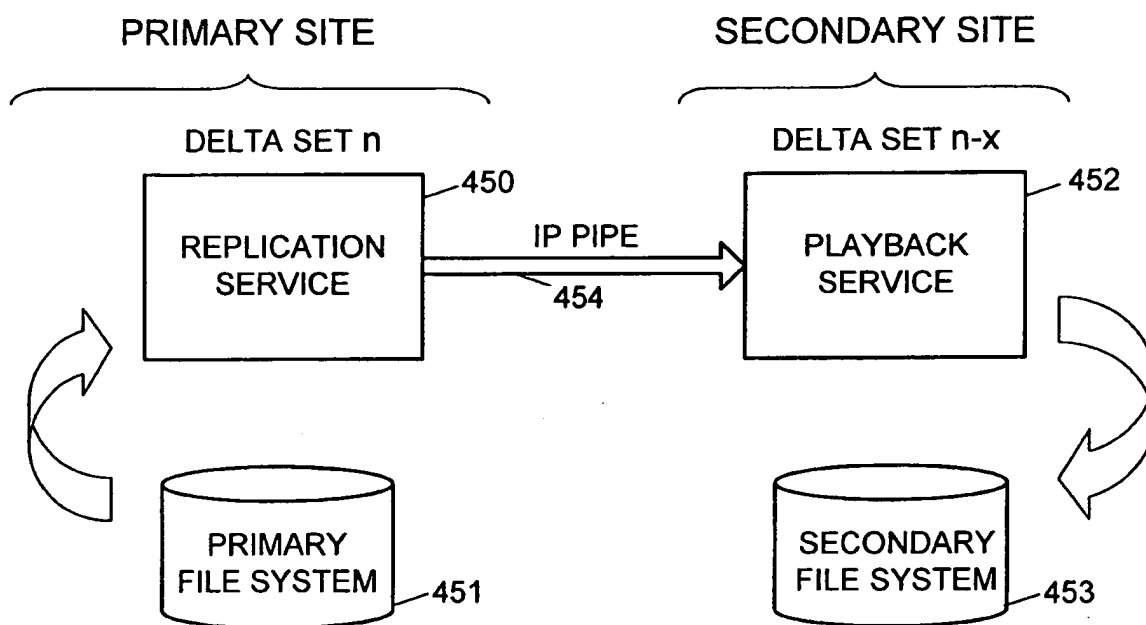 PRIMARY SITE
SECONDARY SITE
DELTA SET n
DELTA SET n-x
450
452
REPLICATION
SERVICE
IP PIPE
454
PLAYBACK
SERVICE
PRIMARY
FILE SYSTEM
451
SECONDARY
FILE SYSTEM
453